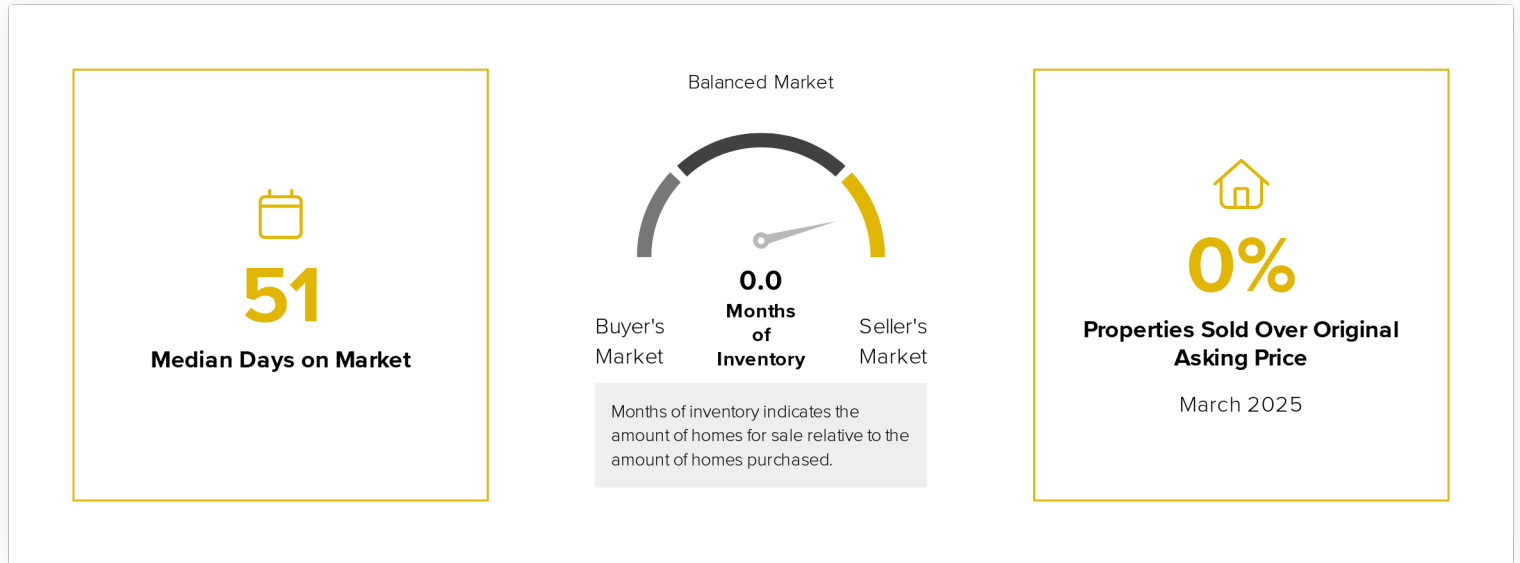 51
Median Days on Market
Balanced Market
0.0
Months
of
Inventory
Buyer's
Market
Seller's
Market
Months of inventory indicates the
amount of homes for sale relative to the
amount of homes purchased.
0%
Properties Sold Over Original
Asking Price
March 2025